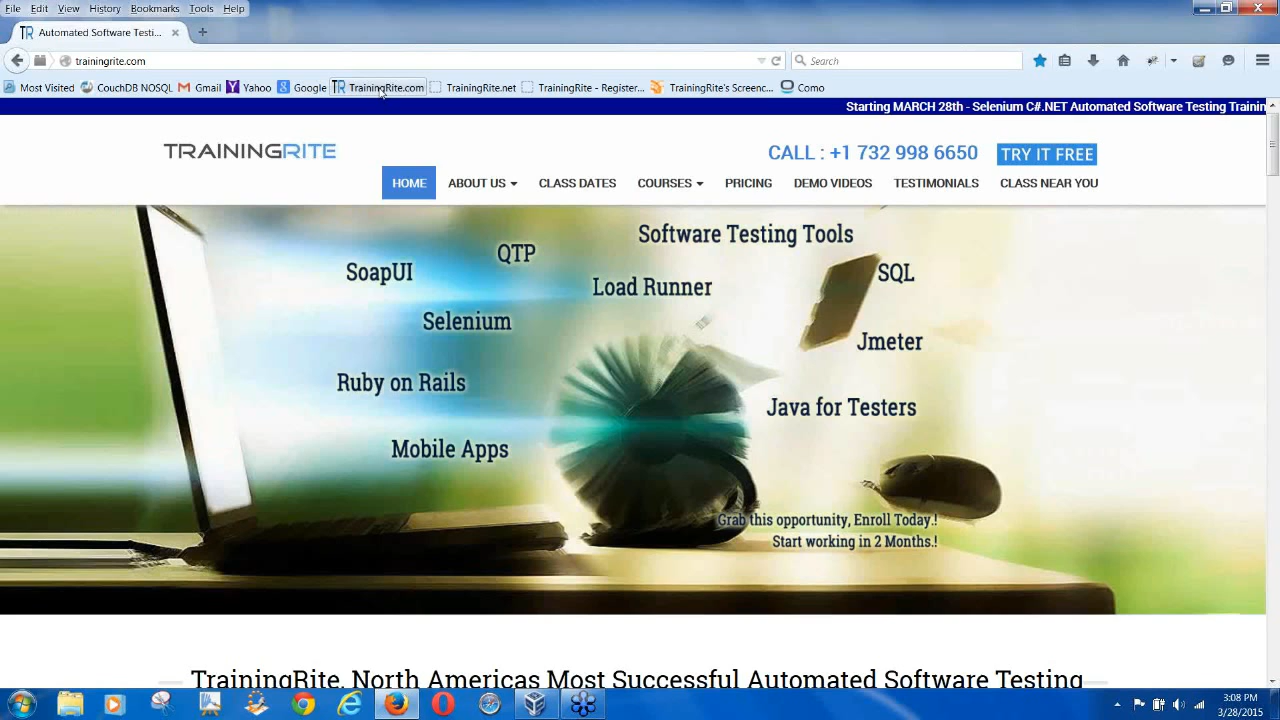 File Edit View History Bookmarks Tools Help
Automated Software Testi...
trainingrite.com
Search
Most Visited CouchDB NOSQL Gmail Yahoo Google TrainingRite.com TrainingRite.net TrainingRite - Register... TrainingRite's Screenc... Como
Starting MARCH 28th - Selenium C#.NET Automated Software Testing Trainin
TRAININGRITE
CALL : +1 732 998 6650 TRY IT FREE
HOME ABOUT US CLASS DATES COURSES PRICING DEMO VIDEOS TESTIMONIALS CLASS NEAR YOU
Software Testing Tools
QTP
SoapUI
SQL
Load Runner
Selenium
Jmeter
Ruby on Rails
Java for Testers
Mobile Apps
Grab this opportunity, Enroll Today.!
Start working in 2 Months.!
TrainingRite, North Americas Most Successful Automated Software Testing
3:08 PM
3/28/2015